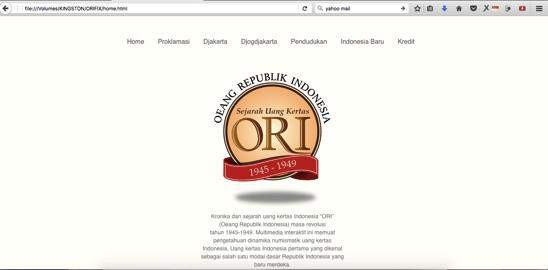 file:///Volumes/KINGSTON/ORIFIX/home.html
yahoo mail
Home Proklamasi Djakarta Djogdjakarta Pendudukan Indonesia Baru Kredit
OEANG REPUBLIK INDONESIA
Sejarah Uang Kertas
ORI
1945 - 1949
Kronika dan sejarah uang kertas Indonesia "ORI"
(Oeang Republik Indonesia) masa revolusi
tahun 1945-1949. Multimedia interaktif ini memuat
pengetahuan dinamika numismatik uang kertas
Indonesia, Uang kertas Indonesia pertama yang dikenal
sebagai salah satu modal dasar Republik Indonesia yang
baru merdeka.